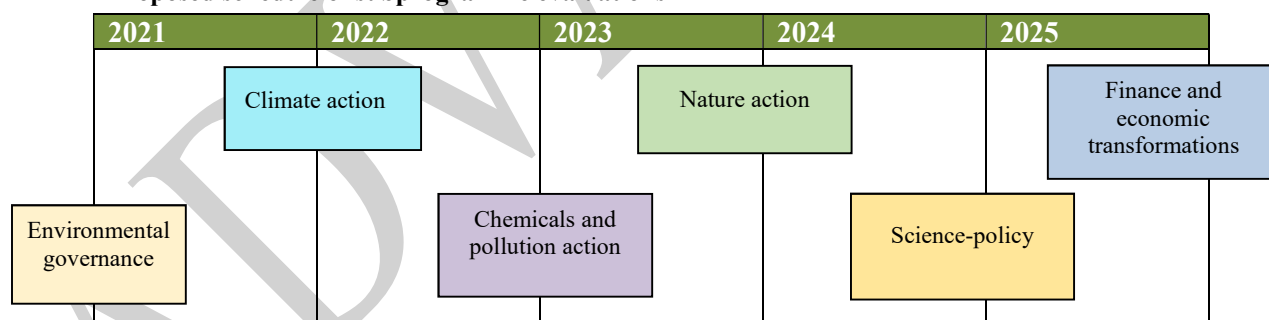 2021 2022 2023 2024 2025
Climate action
Nature action
Finance and
economic
transformations
Environmental
governance
Chemicals and
pollution action
Science-policy